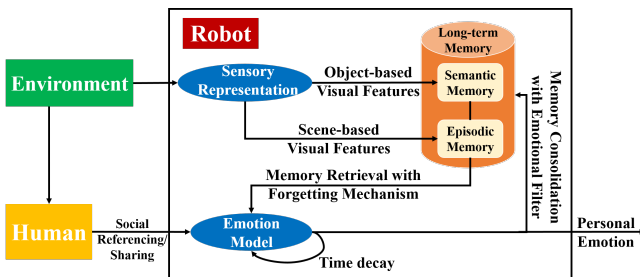 Robot
Long-term
Memory
Environment
Sensory
Representation
Object-based
Visual Features
Semantic
Memory
Scene-based
Visual Features
Episodic
Memory
Memory Consolidation
with Emotional Filter
Memory Retrieval with
Forgetting Mechanism
Human
Social
Referencing/
Sharing
Emotion
Model
Time decay
Personal
Emotion